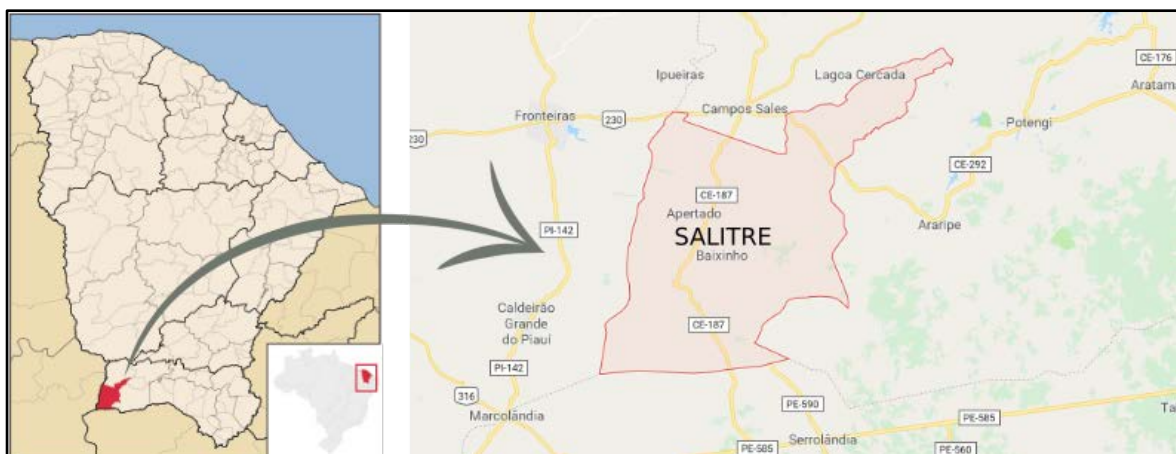 CE-176
Ipueiras
Lagoa Cercada
Aratama
Fronteiras
230
Campos Sales
Potengi
230
CE-292
CE-187
Apertado
Araripe
PI-142
SALITRE
Baixinho
Caldeirão
Grande
do Piauí
CE-187
PI-142
316
PE-590
Marcolândia
PE-585
Ta
Serrolândia
PE-585
PE-560